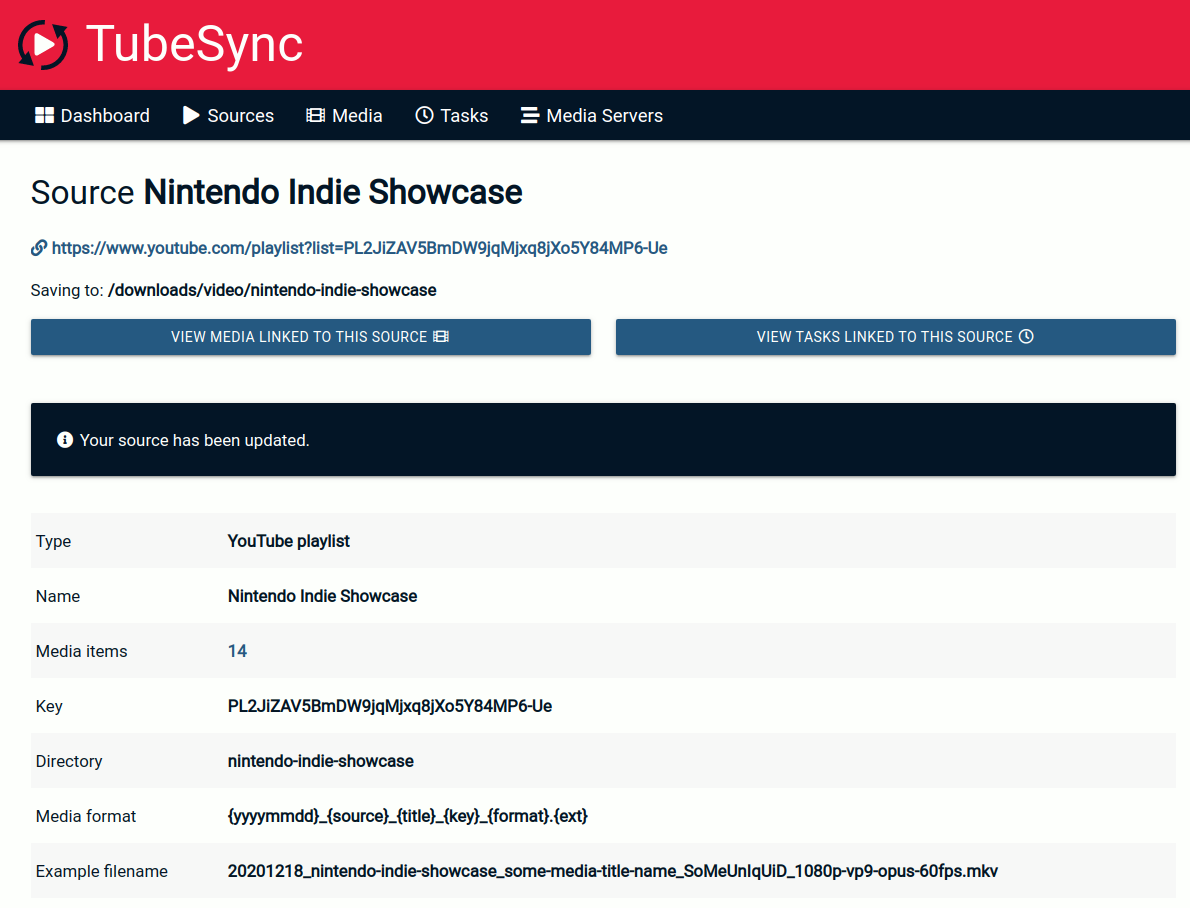 TubeSync
Dashboard Sources Media Tasks Media Servers
Source Nintendo Indie Showcase
https://www.youtube.com/playlist?list=PL2JiZAV5BmDW9jqMjxq8jXo5Y84MP6-Ue
Saving to: /downloads/video/nintendo-indie-showcase
VIEW MEDIA LINKED TO THIS SOURCE VIEW TASKS LINKED TO THIS SOURCE
Your source has been updated.
Type YouTube playlist
Name Nintendo Indie Showcase
Media items 14
Key PL2JiZAV5BmDW9jqMjxq8jXo5Y84MP6-Ue
Directory nintendo-indie-showcase
Media format {yyyymmdd}_{source}_{title}_{key}_{format}.{ext}
Example filename 20201218_nintendo-indie-showcase_some-media-title-name_SoMeUnIqUiD_1080p-vp9-opus-60fps.mkv